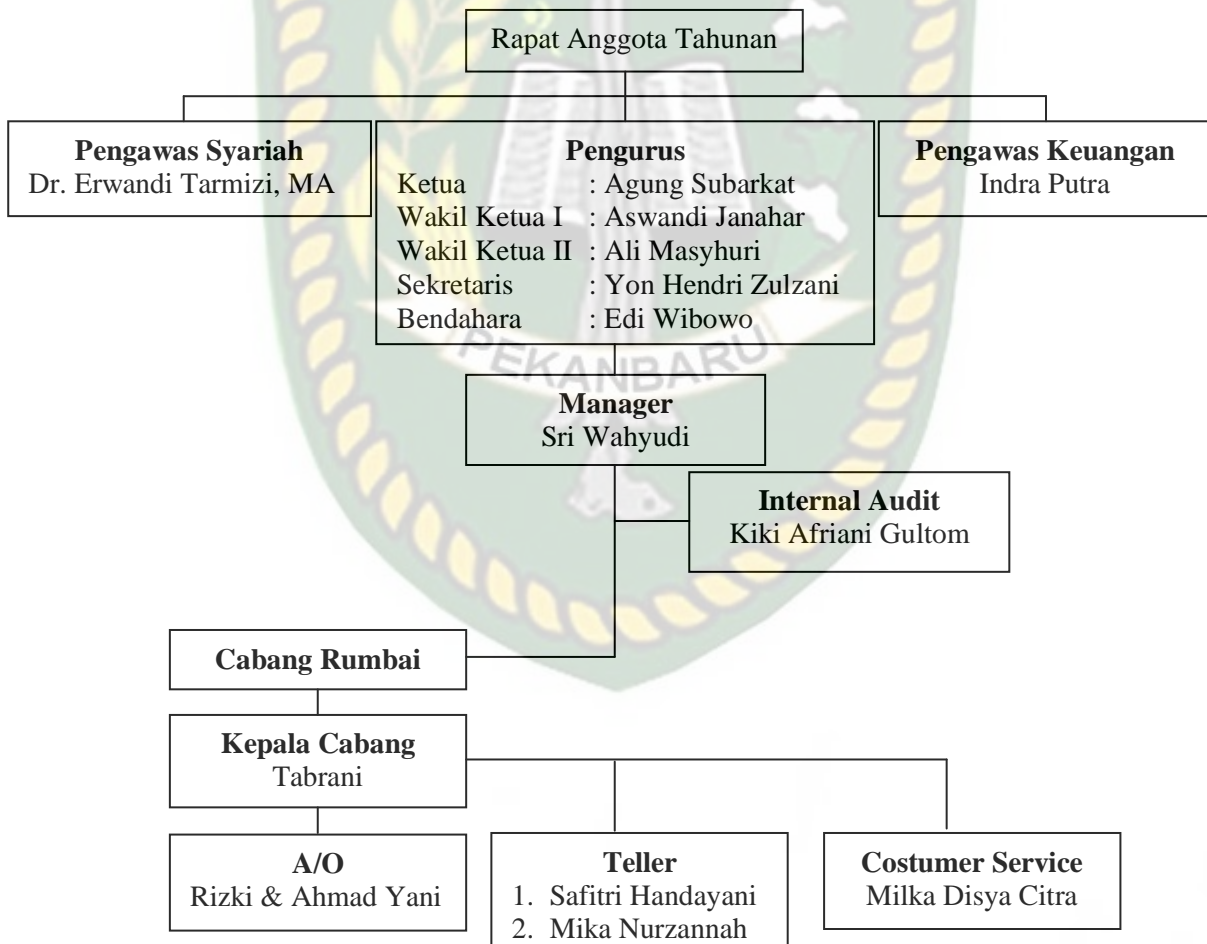 Rapat Anggota Tahunan
Pengawas Syariah
Dr. Erwandi Tarmizi, MA
Pengurus
Ketua : Agung Subarkat
Wakil Ketua I : Aswandi Janahar
Wakil Ketua II : Ali Masyhuri
Sekretaris : Yon Hendri Zulzani
Bendahara : Edi Wibowo
Pengawas Keuangan
Indra Putra
PEKANBARU
Manager
Sri Wahyudi
Internal Audit
Kiki Afriani Gultom
Cabang Rumbai
Kepala Cabang
Tabrani
A/O
Rizki & Ahmad Yani
Teller
1. Safitri Handayani
2. Mika Nurzannah
Costumer Service
Milka Disya Citra